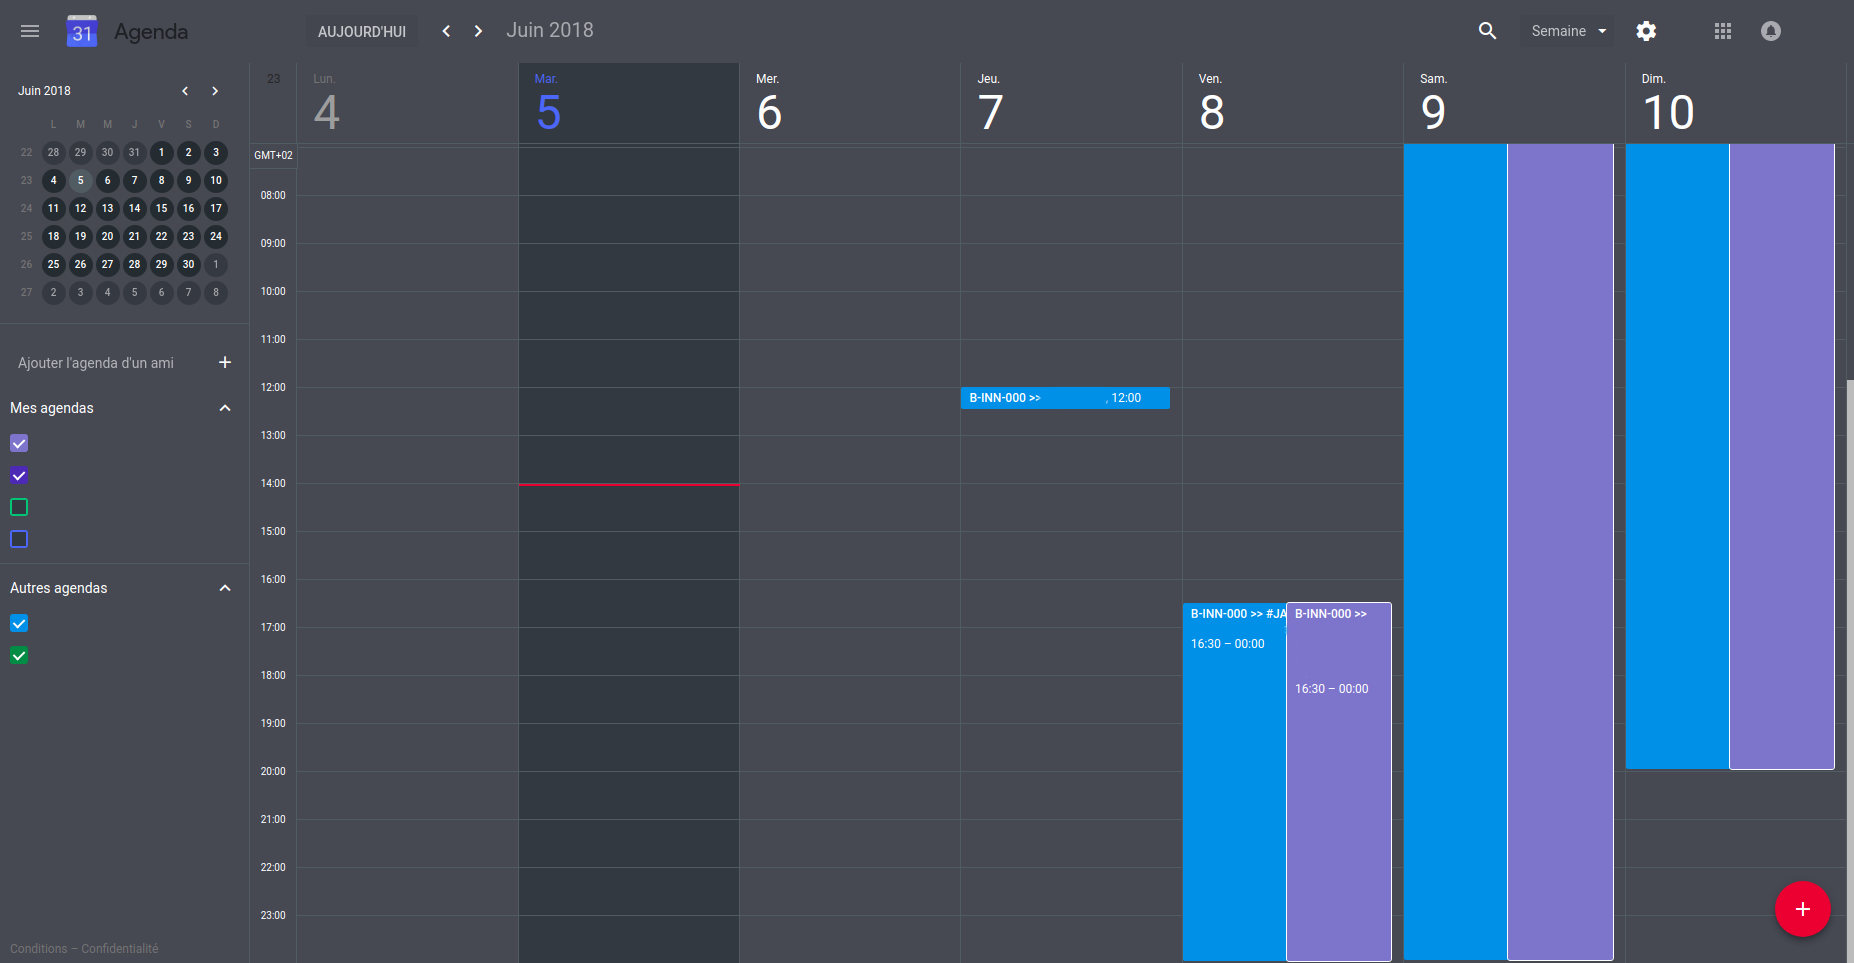 31 Agenda AUJOURD'HUI Juin 2018 Semaine
Juin 2018
L M M J V S D
22 28 29 30 31 1 2 3
23 4 5 6 7 8 9 10
24 11 12 13 14 15 16 17
25 18 19 20 21 22 23 24
26 25 26 27 28 29 30 1
27 2 3 4 5 6 7 8
Ajouter l'agenda d'un ami
Mes agendas
Autres agendas
Conditions – Confidentialité
23 Lun. Mar. Mer. Jeu. Ven. Sam. Dim.
4 5 6 7 8 9 10
GMT+02
08:00
09:00
10:00
11:00
12:00
B-INN-000 >> , 12:00
13:00
14:00
15:00
16:00
B-INN-000 >> #JA
16:30 – 00:00
B-INN-000 >>
16:30 – 00:00
17:00
18:00
19:00
20:00
21:00
22:00
23:00